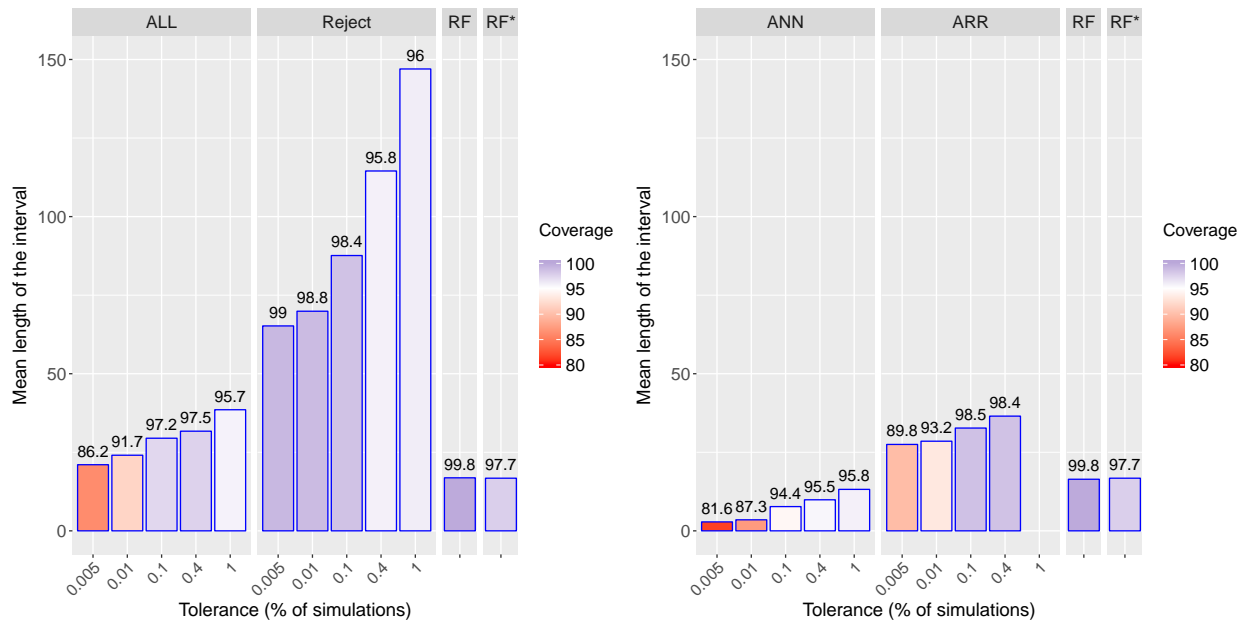 ALL Reject RF RF*
Mean length of the interval
150
100
50
0
86.2 91.7 97.2 97.5 95.7
99 98.8 98.4 95.8 96
99.8 97.7
0.005 0.01 0.1 0.4 1 0.005 0.01 0.1 0.4 1
Tolerance (% of simulations)
Coverage
100
95
90
85
80
ANN ARR RF RF*
Mean length of the interval
150
100
50
0
81.6 87.3 94.4 95.5 95.8
89.8 93.2 98.5 98.4
99.8 97.7
0.005 0.01 0.1 0.4 1 0.005 0.01 0.1 0.4 1
Tolerance (% of simulations)
Coverage
100
95
90
85
80